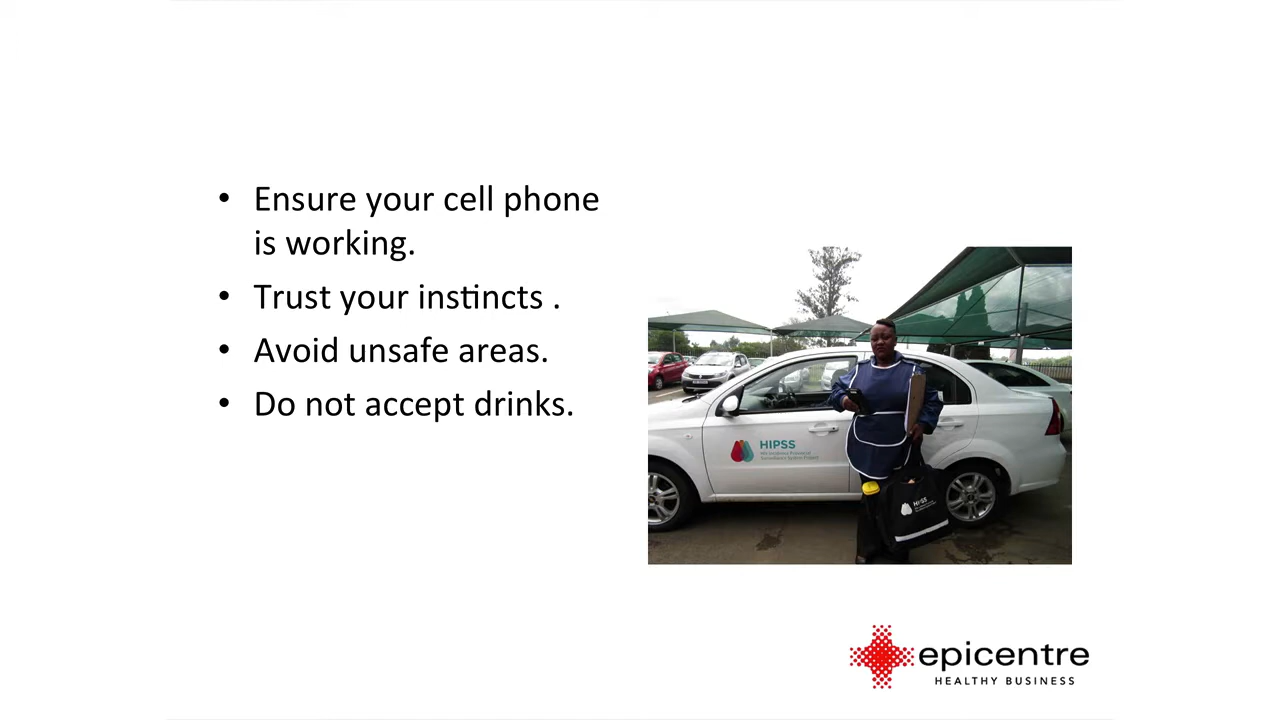 • Ensure your cell phone
is working.
• Trust your instincts .
• Avoid unsafe areas.
• Do not accept drinks.
HIPSS
HIPSS
epicentre
HEALTHY BUSINESS